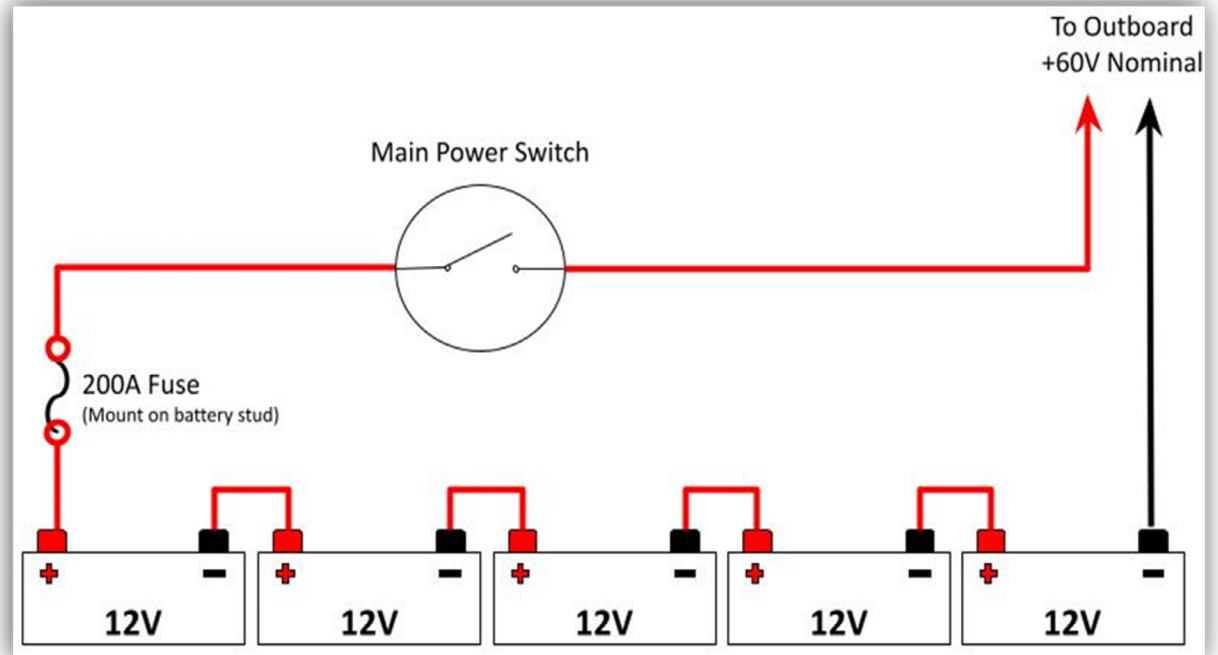 To Outboard
+60V Nominal
Main Power Switch
200A Fuse
(Mount on battery stud)
+ − + − + − + − + −
12V 12V 12V 12V 12V